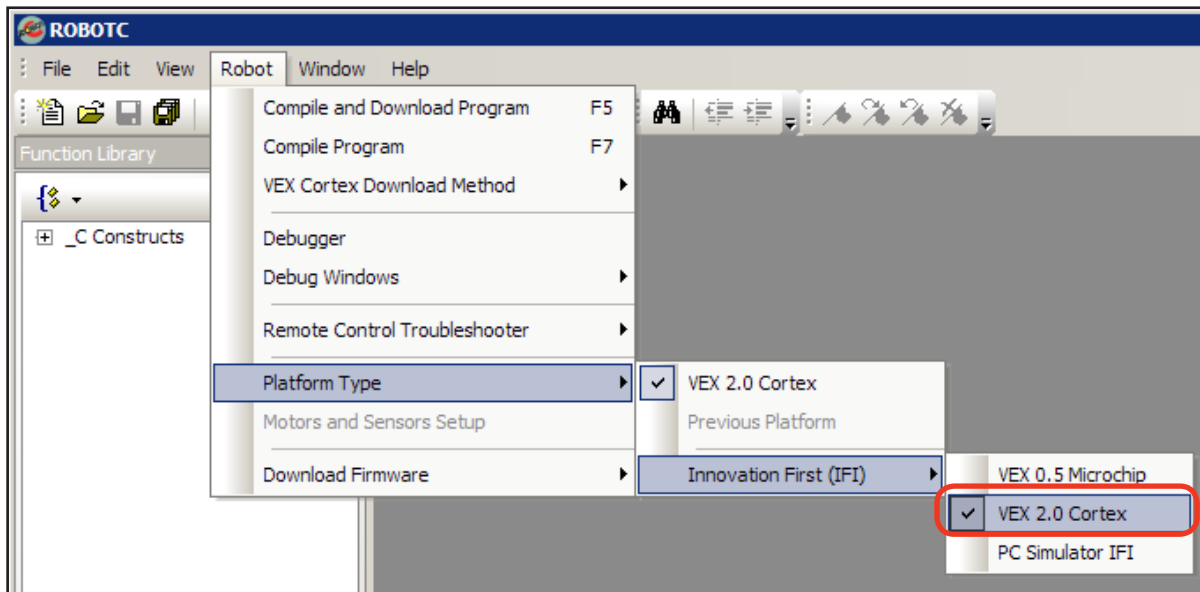 ROBOTC
File Edit View Robot Window Help
Function Library
_C Constructs
Compile and Download Program F5
Compile Program F7
VEX Cortex Download Method
Debugger
Debug Windows
Remote Control Troubleshooter
Platform Type
Motors and Sensors Setup
Download Firmware
VEX 2.0 Cortex
Previous Platform
Innovation First (IFI)
VEX 0.5 Microchip
VEX 2.0 Cortex
PC Simulator IFI